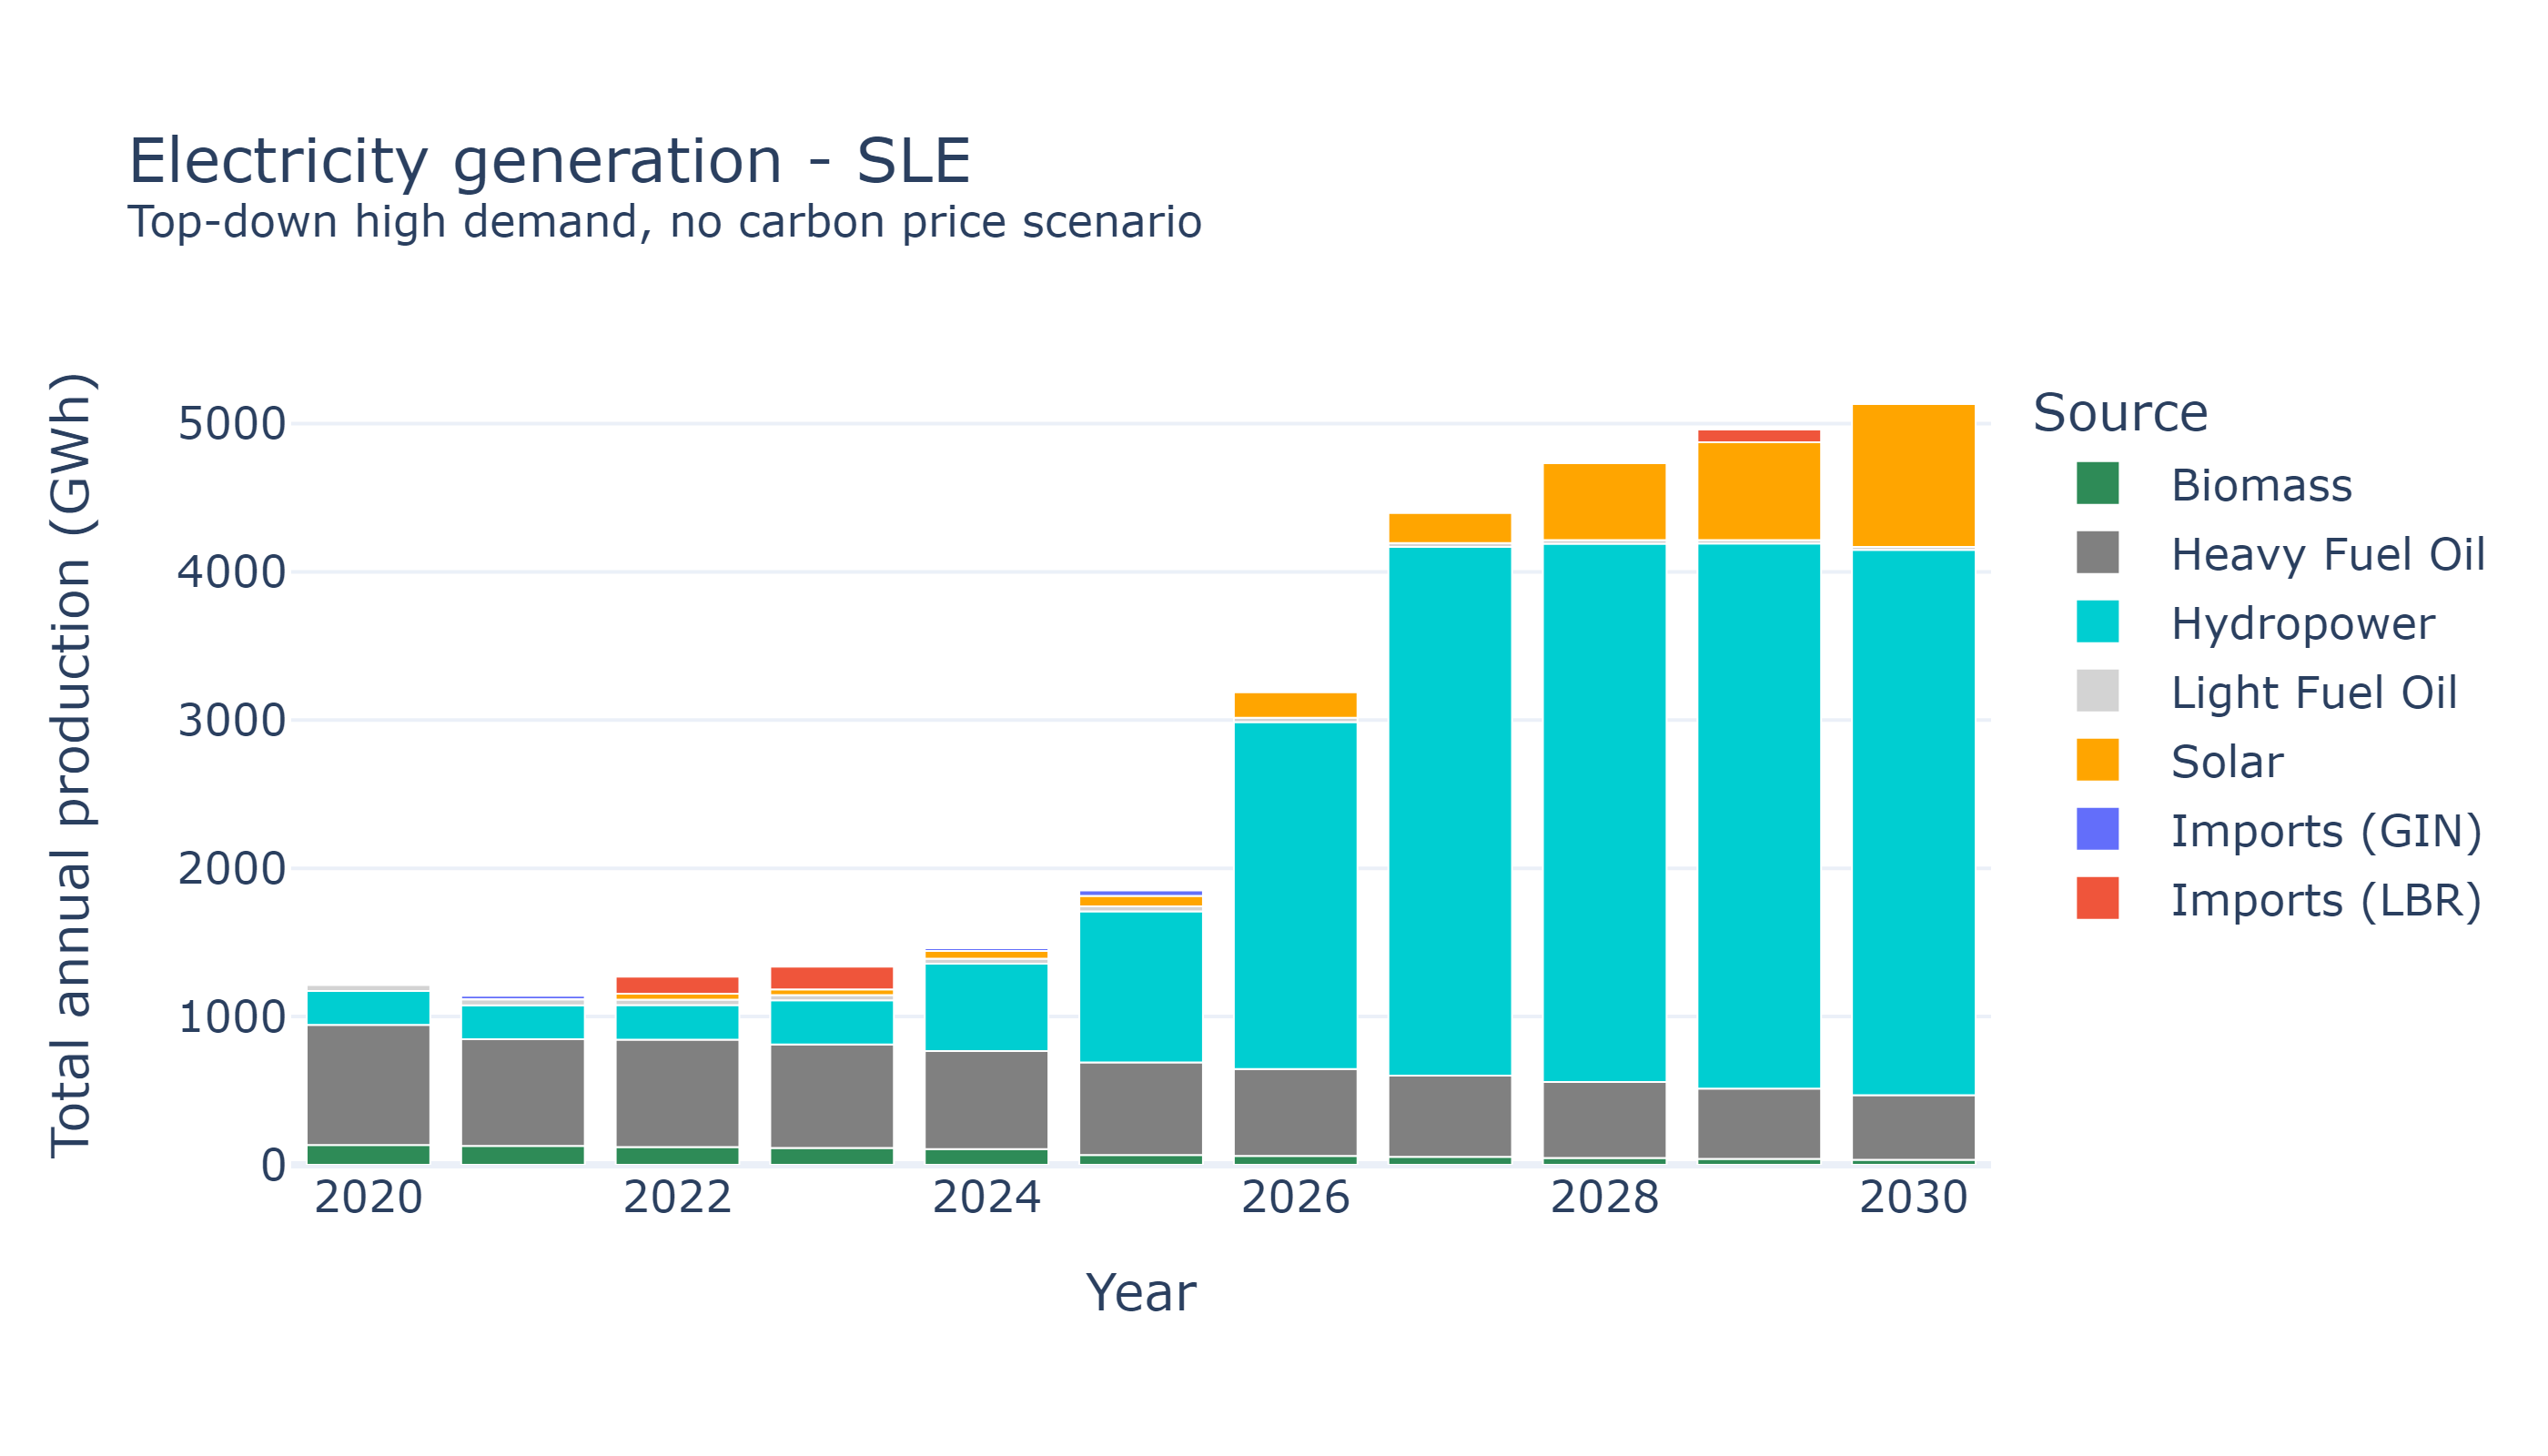 Electricity generation - SLE
Top-down high demand, no carbon price scenario
Total annual production (GWh)
5000
4000
3000
2000
1000
0
2020
2022
2024
2026
2028
2030
Year
Source
Biomass
Heavy Fuel Oil
Hydropower
Light Fuel Oil
Solar
Imports (GIN)
Imports (LBR)